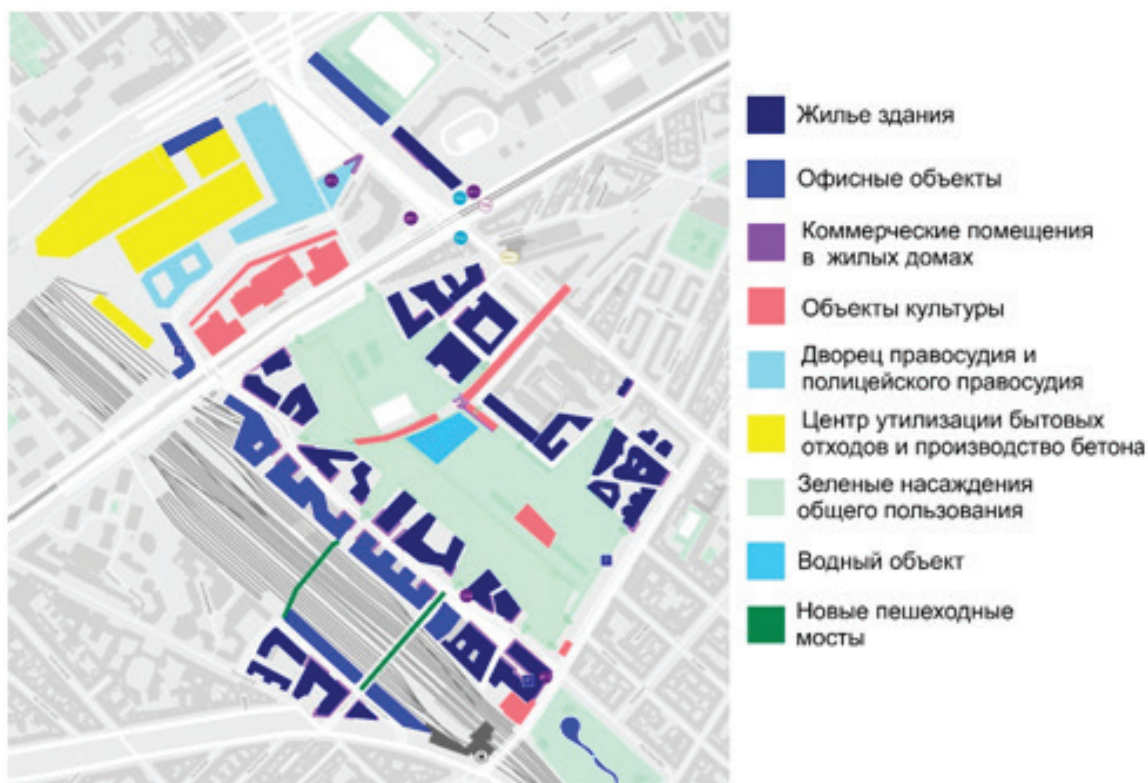 Жилье здания
Офисные объекты
Коммерческие помещения
в жилых домах
Объекты культуры
Дворец правосудия и
полицейского правосудия
Центр утилизации бытовых
отходов и производство бетона
Зеленые насаждения
общего пользования
Водный объект
Новые пешеходные
мосты